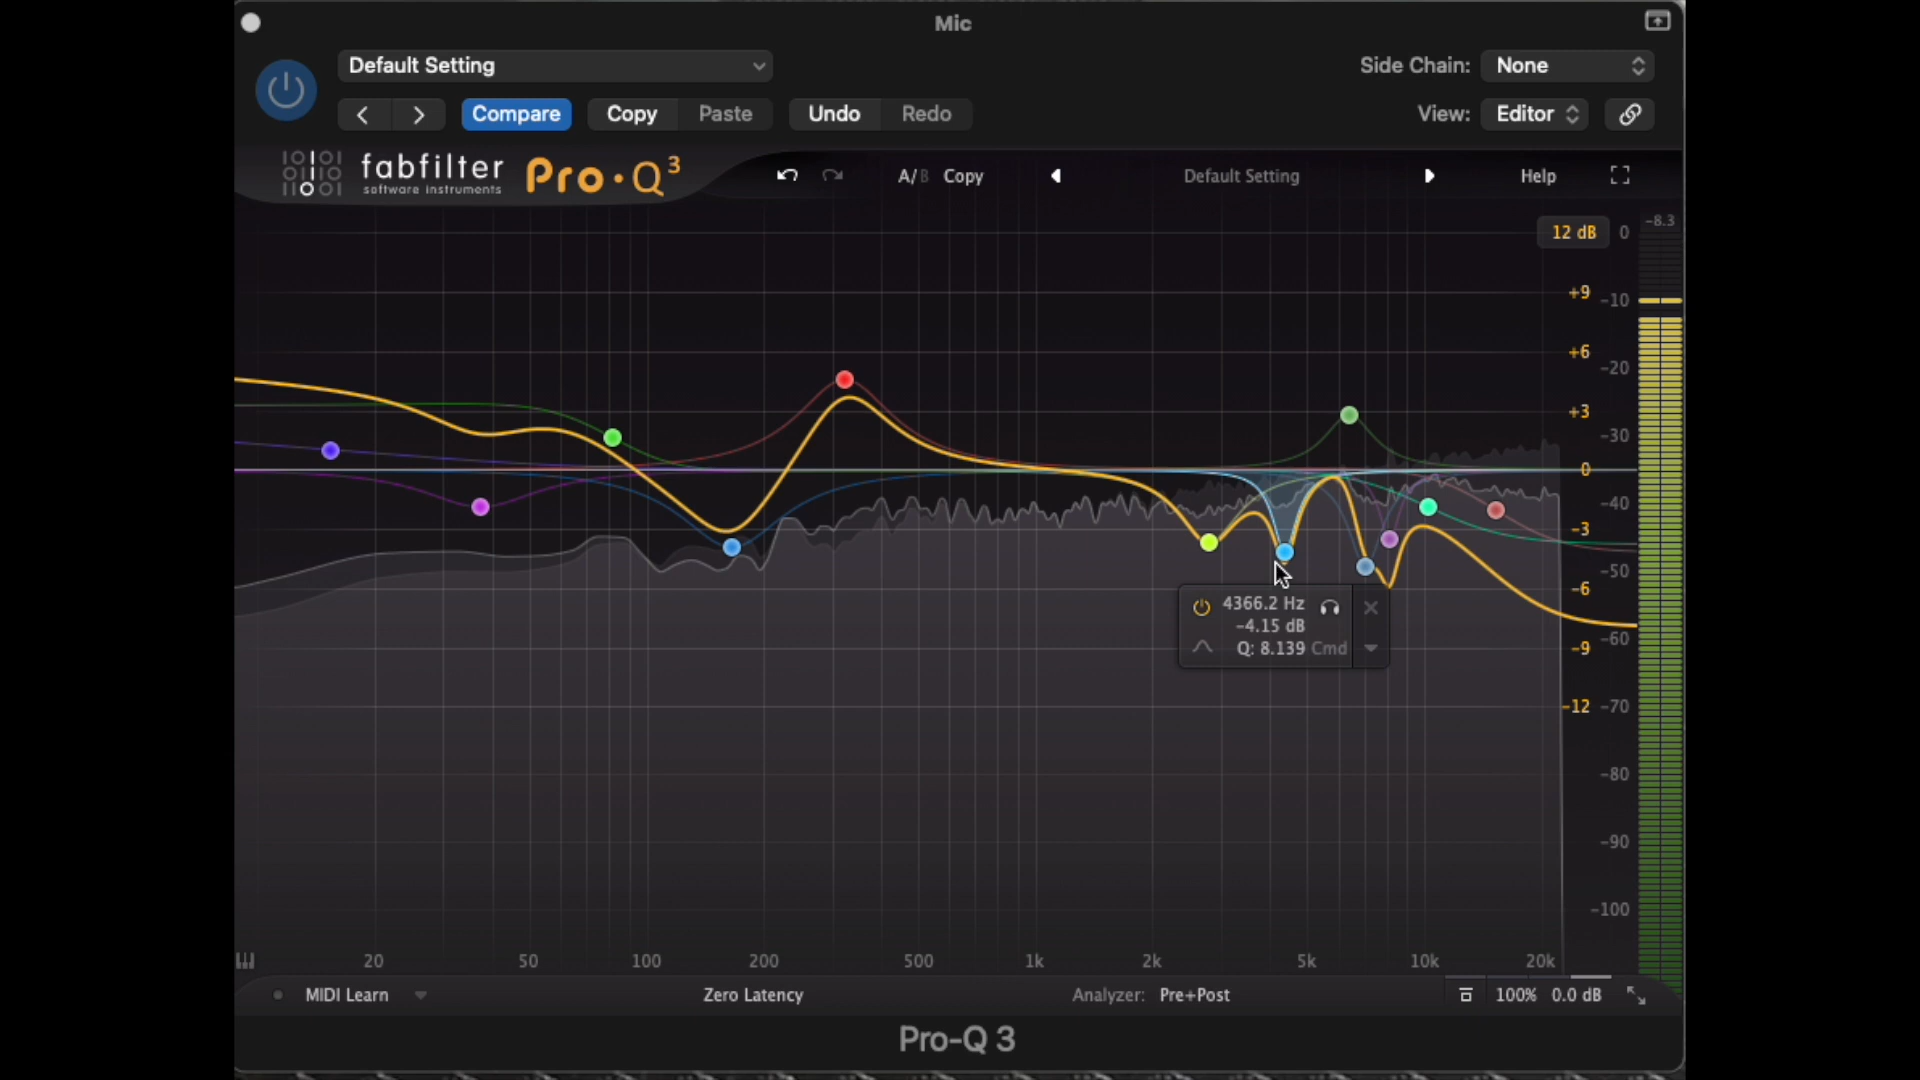 Mic
Default Setting
Side Chain: None
Compare Copy Paste Undo Redo
View: Editor
fabfilter
software instruments
Pro·Q3
A/B Copy
Default Setting
Help
12 dB 0 -8.3
+9 -10
+6 -20
+3 -30
0 -40
-3 -50
-6 -60
-9
-12 -70
-80
-90
-100
4366.2 Hz
-4.15 dB
Q: 8.139 Cmd
20 50 100 200 500 1k 2k 5k 10k 20k
MIDI Learn
Zero Latency
Analyzer: Pre+Post
100% 0.0 dB
Pro-Q 3